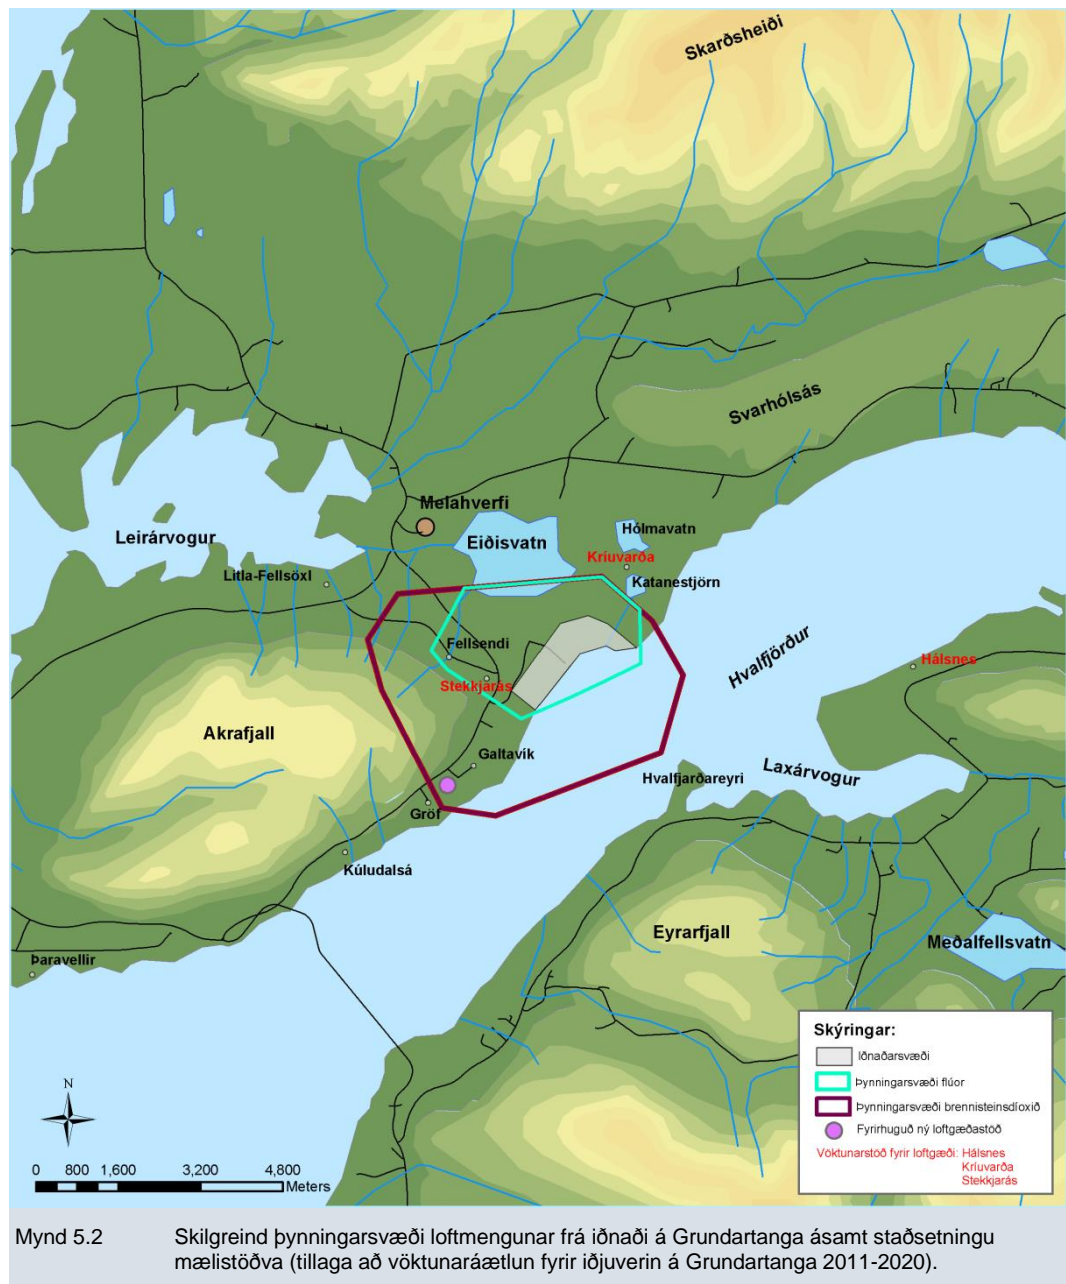 Skarðsheiði
Svarhólsás
Melahverfi
Hólmavatn
Leirárvogur
Eiðisvatn
Kríuvarða
Litla-Fellsöxl
Katanestjörn
Fellsendi
Hvalfjörður
Hálsnes
Stekkjarás
Akrafjall
Galtavík
Laxárvogur
Hvalfjarðareyri
Gröf
Kúludalsá
Eyrarfjall
Meðalfellsvatn
Þaravellir
Skýringar:
Iðnaðarsvæði
Þynningarsvæði flúor
Þynningarsvæði brennisteinsdíoxið
Fyrirhuguð ný loftgæðastöð
Vöktunarstöð fyrir loftgæði: Hálsnes
Kríuvarða
Stekkjarás
N
0 800 1,600 3,200 4,800
Meters
Mynd 5.2 Skilgreind þynningarsvæði loftmengunar frá iðnaði á Grundartanga ásamt staðsetningu
mælistöðva (tillaga að vöktunaráætlun fyrir iðjuverin á Grundartanga 2011-2020).